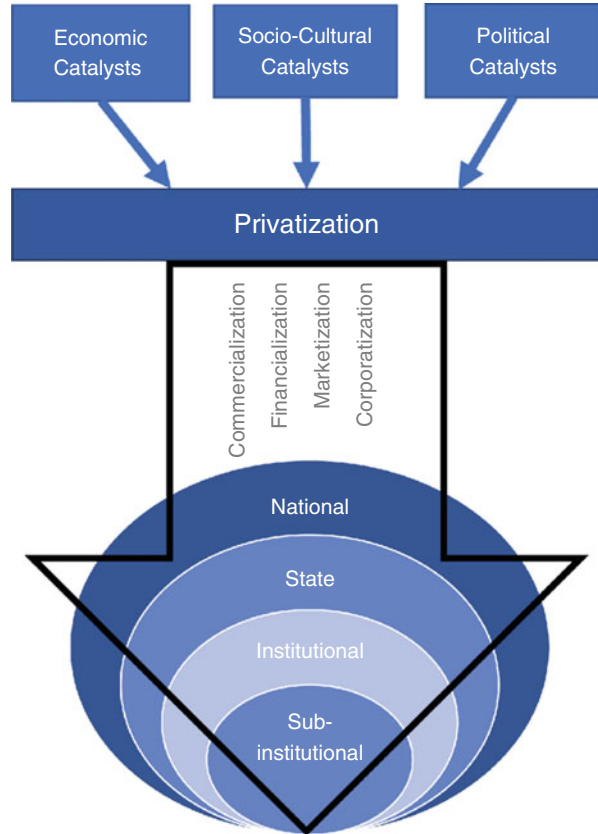 Economic
Catalysts
Socio-Cultural
Catalysts
Political
Catalysts
Privatization
Commercialization
Financialization
Marketization
Corporatization
National
State
Institutional
Sub-
institutional